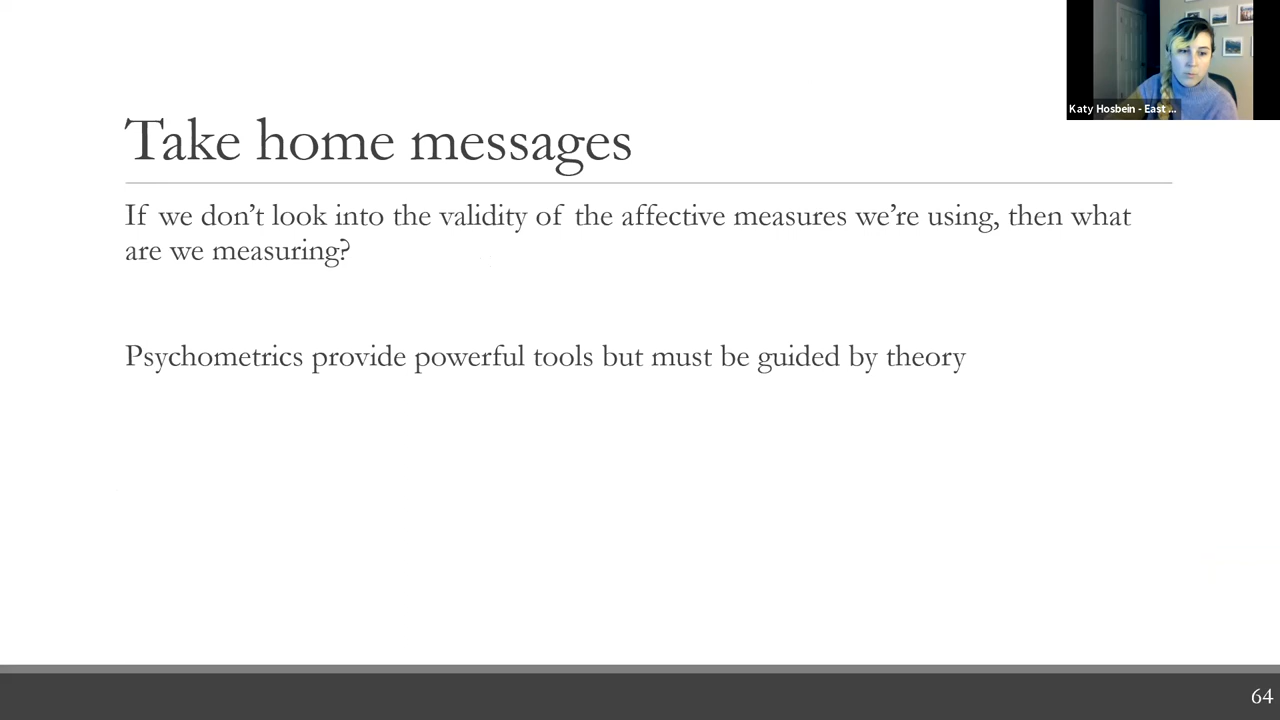 Katy Hosbein - East ...
Take home messages
If we don’t look into the validity of the affective measures we’re using, then what
are we measuring?
Psychometrics provide powerful tools but must be guided by theory
64